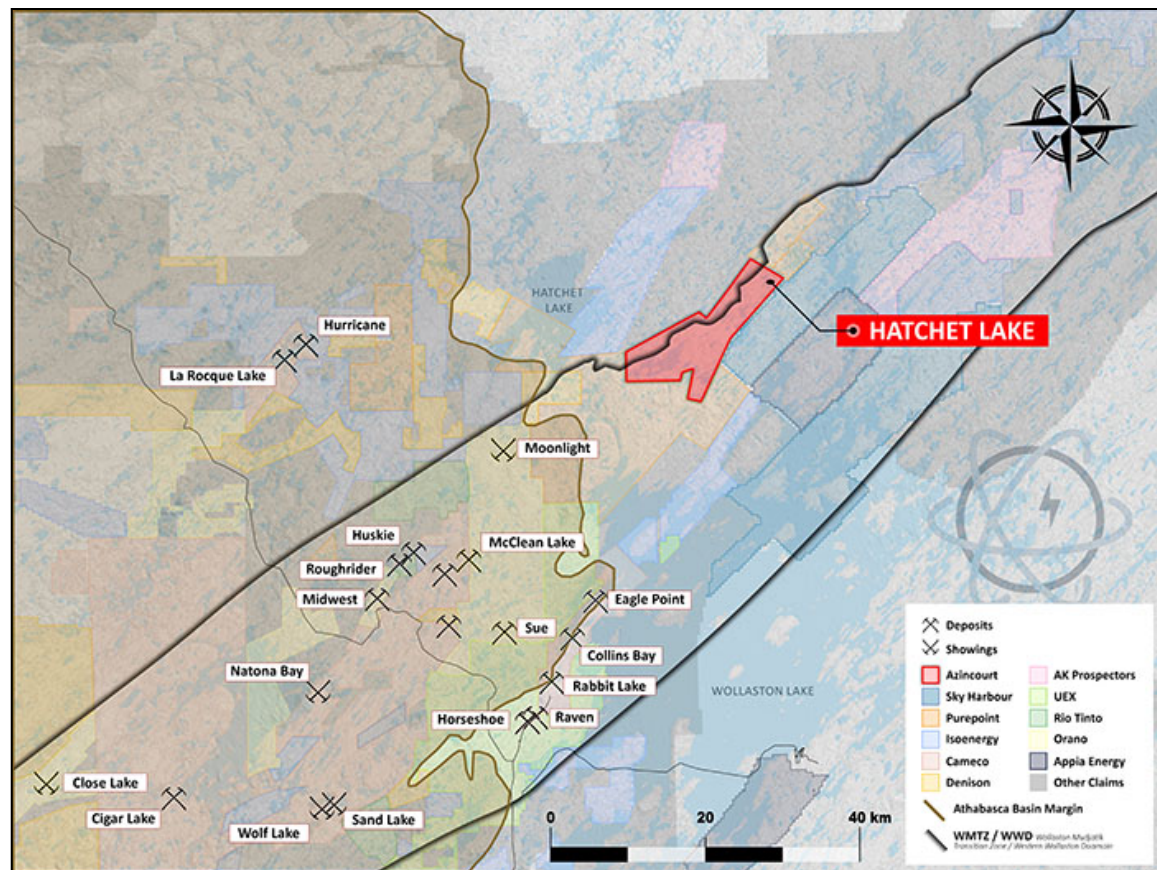 HATCHET
LAKE
HATCHET LAKE
Hurricane
La Rocque Lake
Moonlight
Huskie
McClean Lake
Roughrider
Midwest
Eagle Point
Sue
Collins Bay
Natona Bay
Rabbit Lake
WOLLASTON LAKE
Horseshoe
Raven
Close Lake
Cigar Lake
Wolf Lake
Sand Lake
0 20 40 km
Deposits
Showings
Azincourt
Sky Harbour
Purepoint
Isoenergy
Cameco
Denison
AK Prospectors
UEX
Rio Tinto
Orano
Appia Energy
Other Claims
Athabasca Basin Margin
WMTZ / WWD Wollaston Mudjatik
Transition Zone / Western Wollaston Doamain